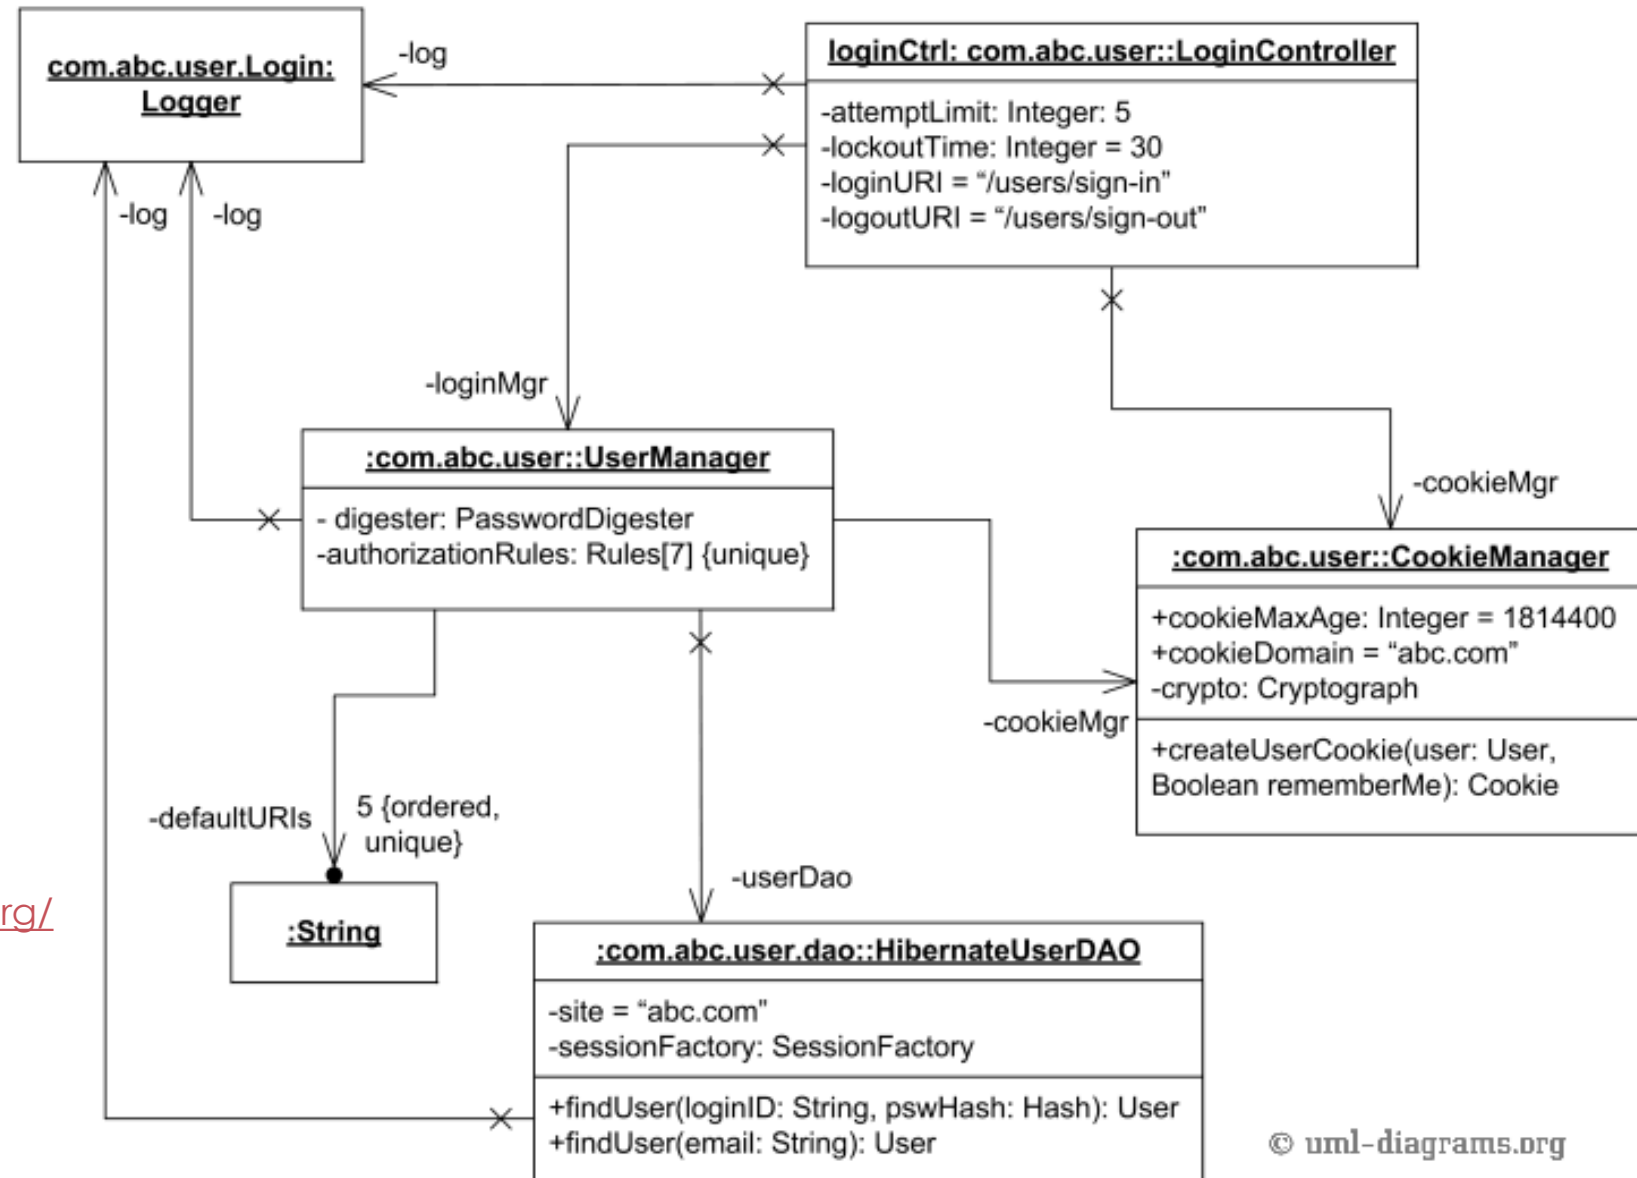 com.abc.user.Login:
Logger
-log
loginCtrl: com.abc.user::LoginController
-attemptLimit: Integer: 5
-lockoutTime: Integer = 30
-loginURI = “/users/sign-in”
-logoutURI = “/users/sign-out”
-log
-log
-loginMgr
:com.abc.user::UserManager
- digester: PasswordDigester
-authorizationRules: Rules[7] {unique}
-cookieMgr
:com.abc.user::CookieManager
+cookieMaxAge: Integer = 1814400
+cookieDomain = “abc.com”
-crypto: Cryptograph
+createUserCookie(user: User,
Boolean rememberMe): Cookie
-cookieMgr
-defaultURIs
5 {ordered,
unique}
:String
-userDao
rg/
:com.abc.user.dao::HibernateUserDAO
-site = “abc.com”
-sessionFactory: SessionFactory
+findUser(loginID: String, pswHash: Hash): User
+findUser(email: String): User
© uml-diagrams.org